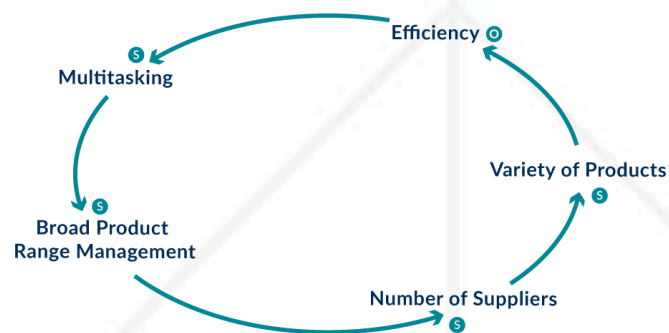 Efficiency O
S
Multitasking
Variety of Products
S
S
Broad Product
Range Management
Number of Suppliers
S